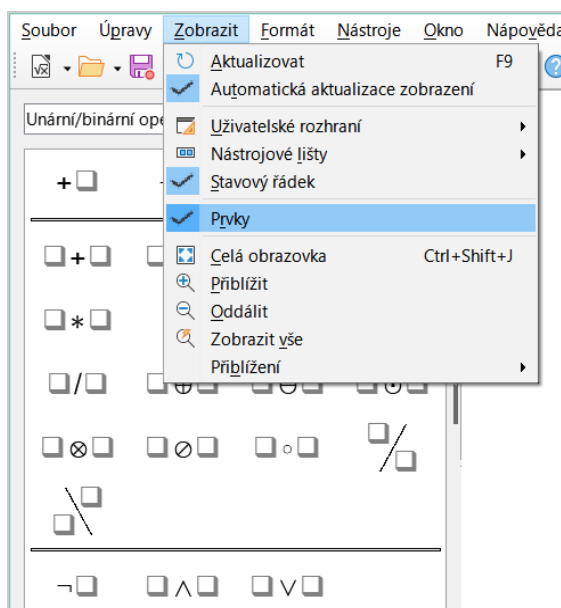 Soubor Úpravy Zobrazit Formát Nástroje Okno Nápověda
Aktualizovat F9
Automatická aktualizace zobrazení
Unární/binární ope
Uživatelské rozhraní
Nástrojové lišty
+□
Stavový řádek
Prvky
□+□
Celá obrazovka Ctrl+Shift+J
Přiblížit
Oddálit
□∗□
Zobrazit vše
Přiblížení
□/□ □⊕□ □⊖□ □⊙□
□⊗□ □⊘□ □∘□ □/□
□\□
¬□ □∧□ □∨□